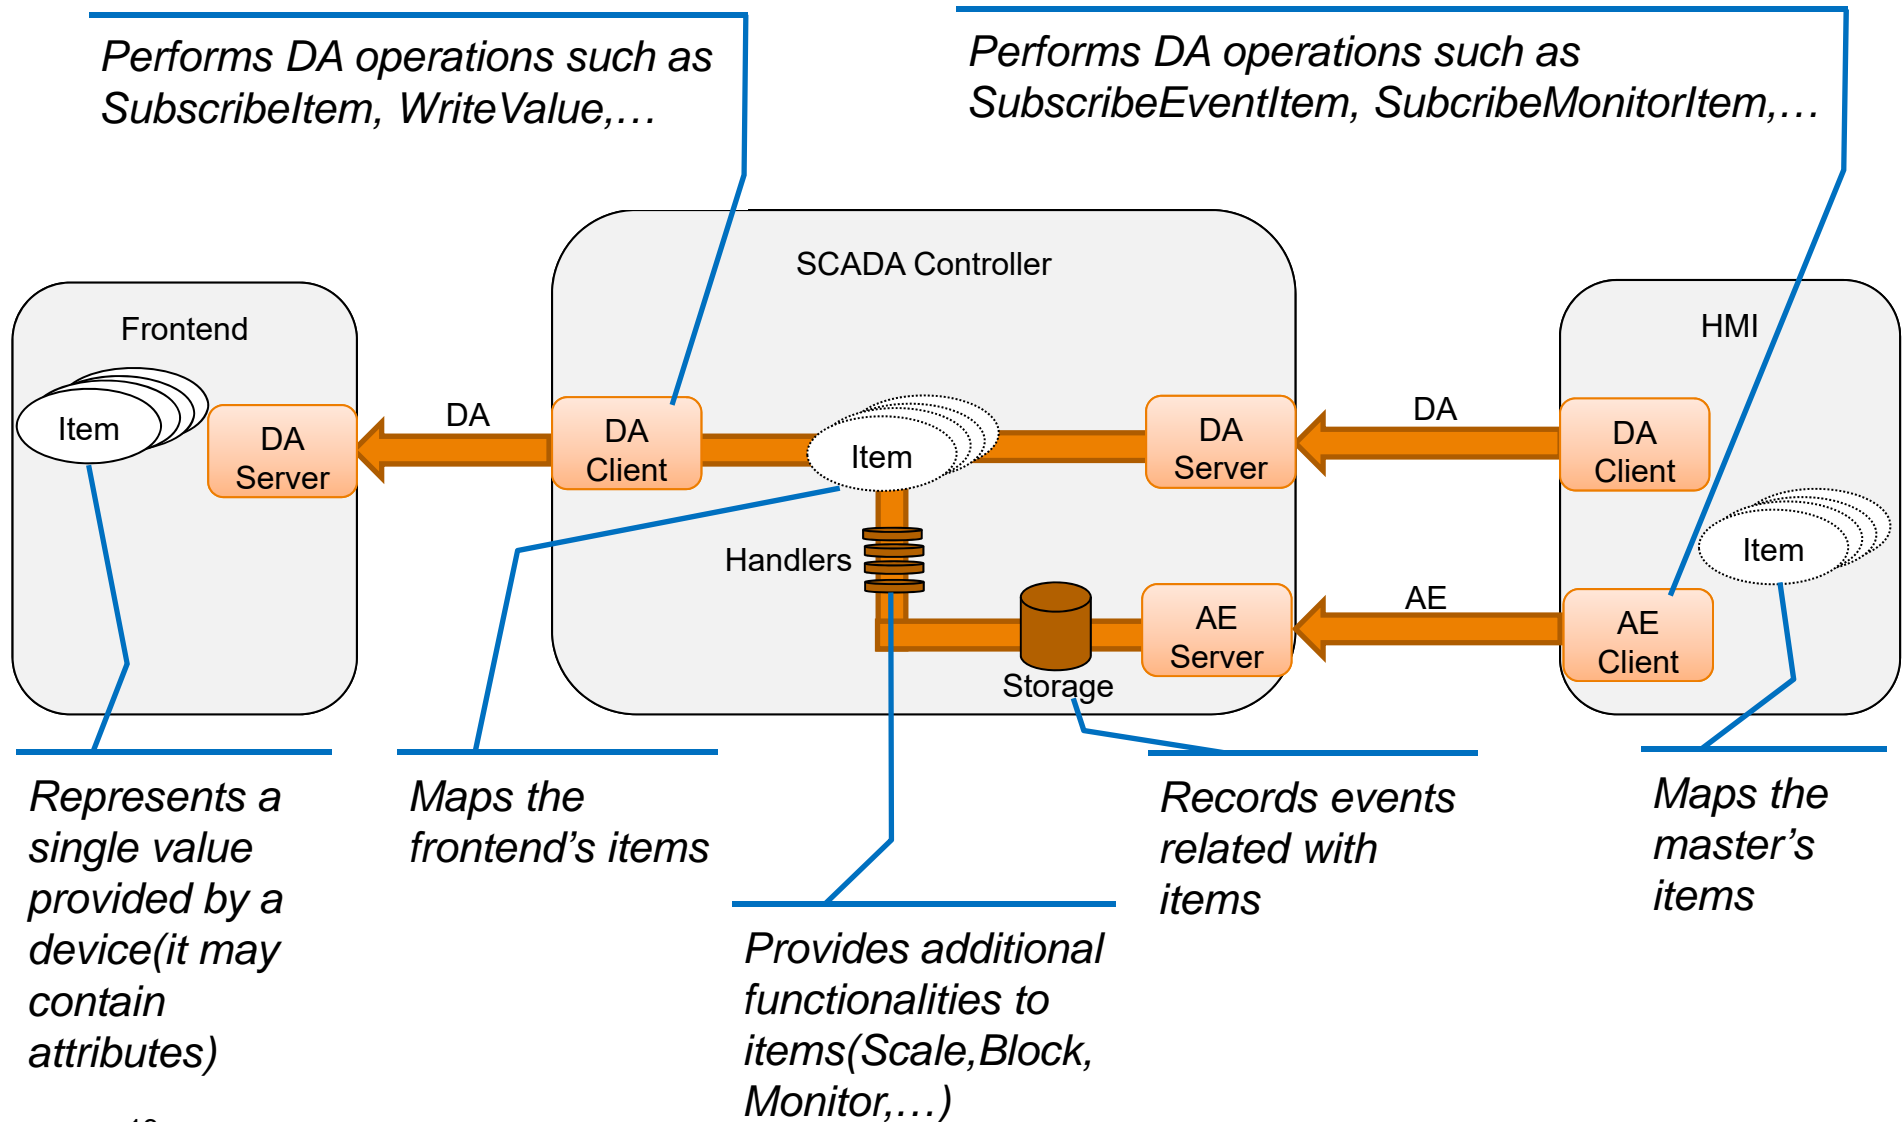 Performs DA operations such as
SubscribeItem, WriteValue,…
Performs DA operations such as
SubscribeEventItem, SubcribeMonitorItem,…
SCADA Controller
Frontend
HMI
Item
DA
Server
DA
DA
Client
Item
DA
Server
DA
DA
Client
Item
Handlers
Storage
AE
Server
AE
AE
Client
Represents a
single value
provided by a
device(it may
contain
attributes)
Maps the
frontend’s items
Provides additional
functionalities to
items(Scale,Block,
Monitor,…)
Records events
related with
items
Maps the
master’s
items